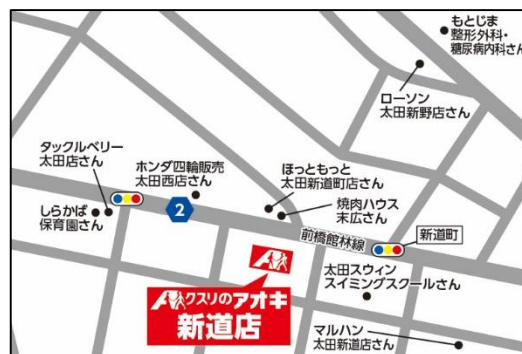 もとじま
整形外科・
糖尿病内科さん
ローソン
太田新野店さん
タックルベリー
太田店さん
ホンダ四輪販売
太田西店さん
ほっともっと
太田新道町店さん
焼肉ハウス
末広さん
しらかば
保育園さん
2
前橋館林線
新道町
太田スウィン
スイミングスクールさん
クスリのアオキ
新道店
マルハン
太田新道店さん